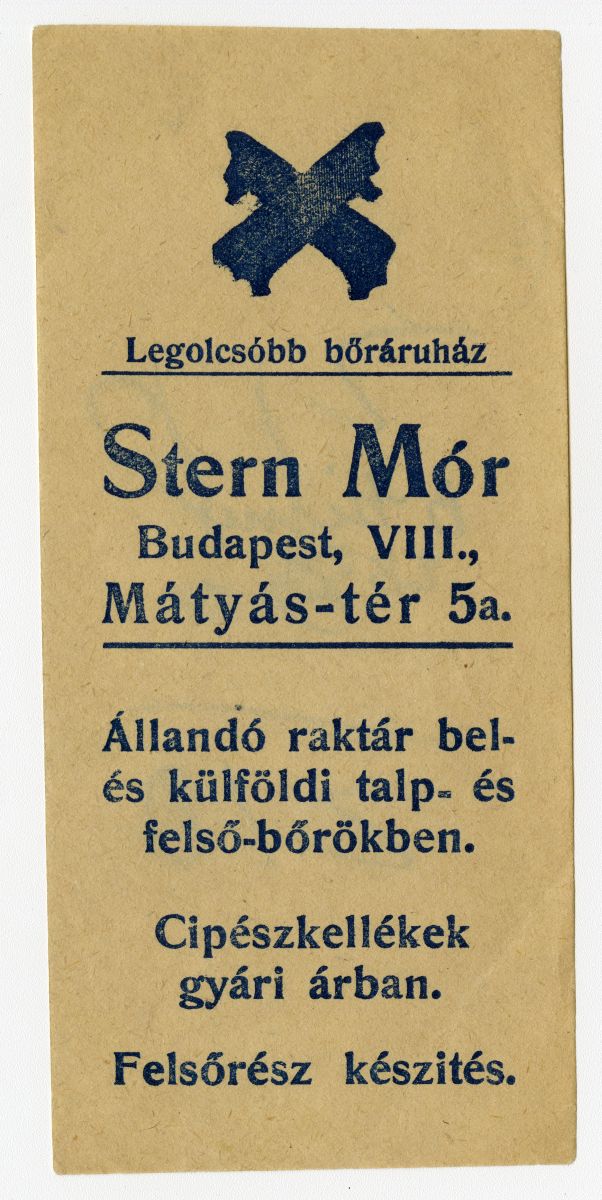 Legolcsóbb bőráruház
Stern Mór
Budapest, VIII.,
Mátyás-tér 5a.
Állandó raktár bel-
és külföldi talp- és
felső-bőrökben.
Cipészkellékek
gyári árban.
Felsőrész készités.